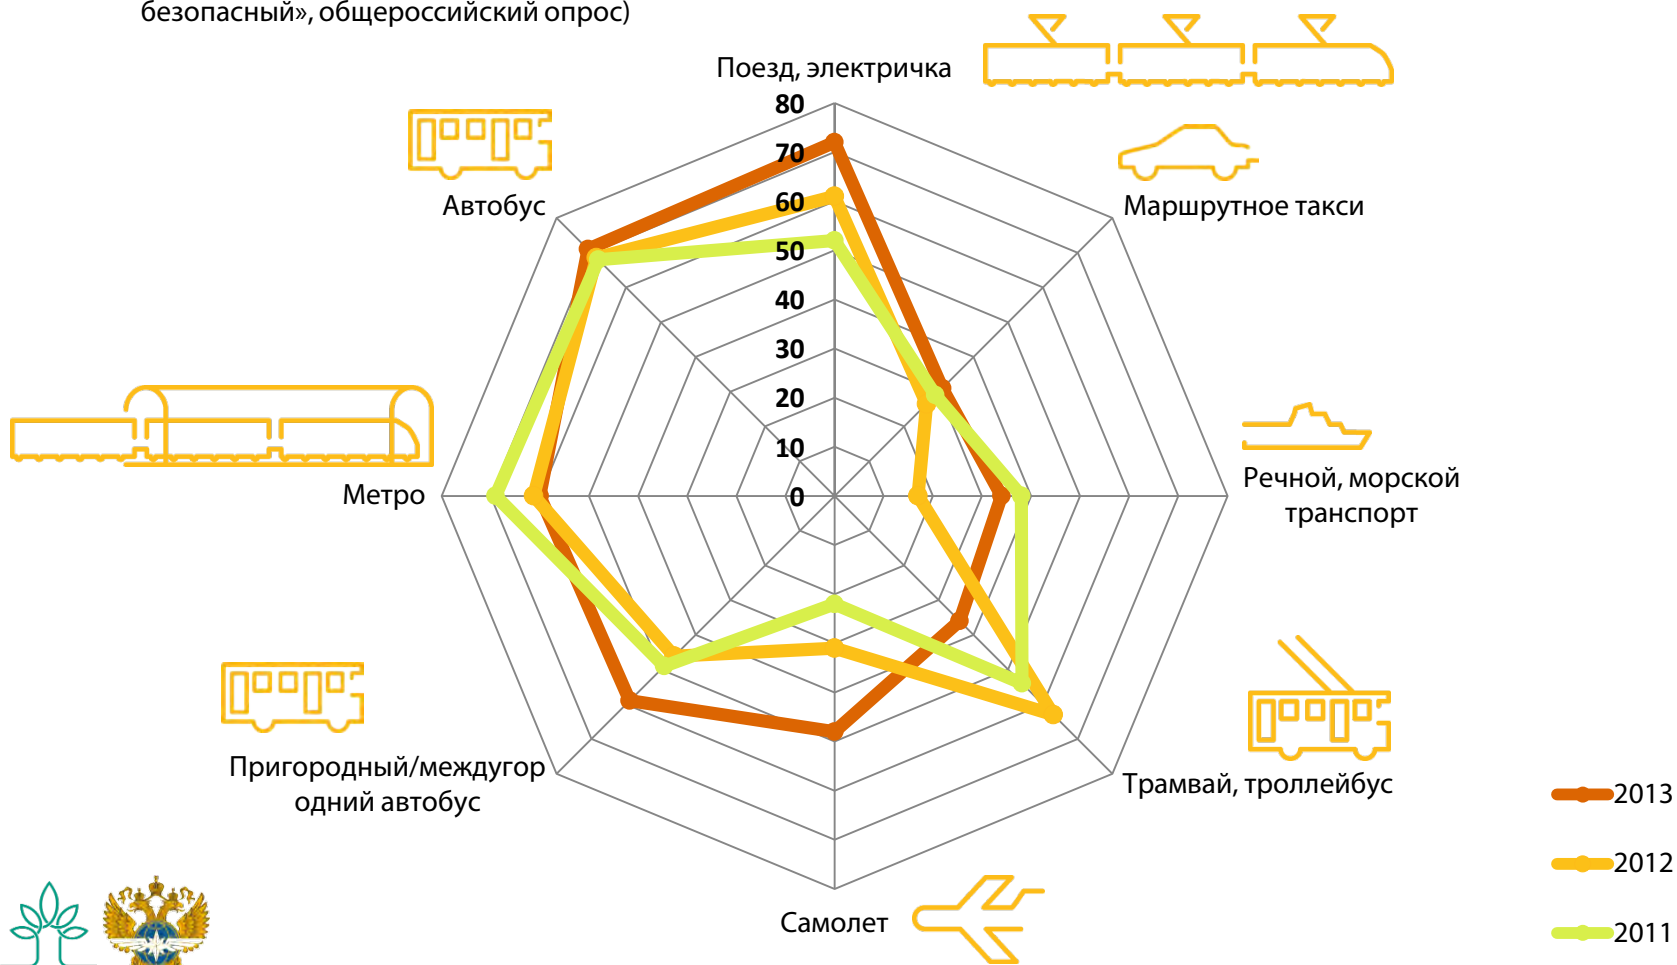 безопасный», общероссийский опрос)
Поезд, электричка
80
70
60
50
40
30
20
10
0
Маршрутное такси
Речной, морской
транспорт
Трамвай, троллейбус
Самолет
Пригородный/междугор
одний автобус
Метро
Автобус
2013
2012
2011